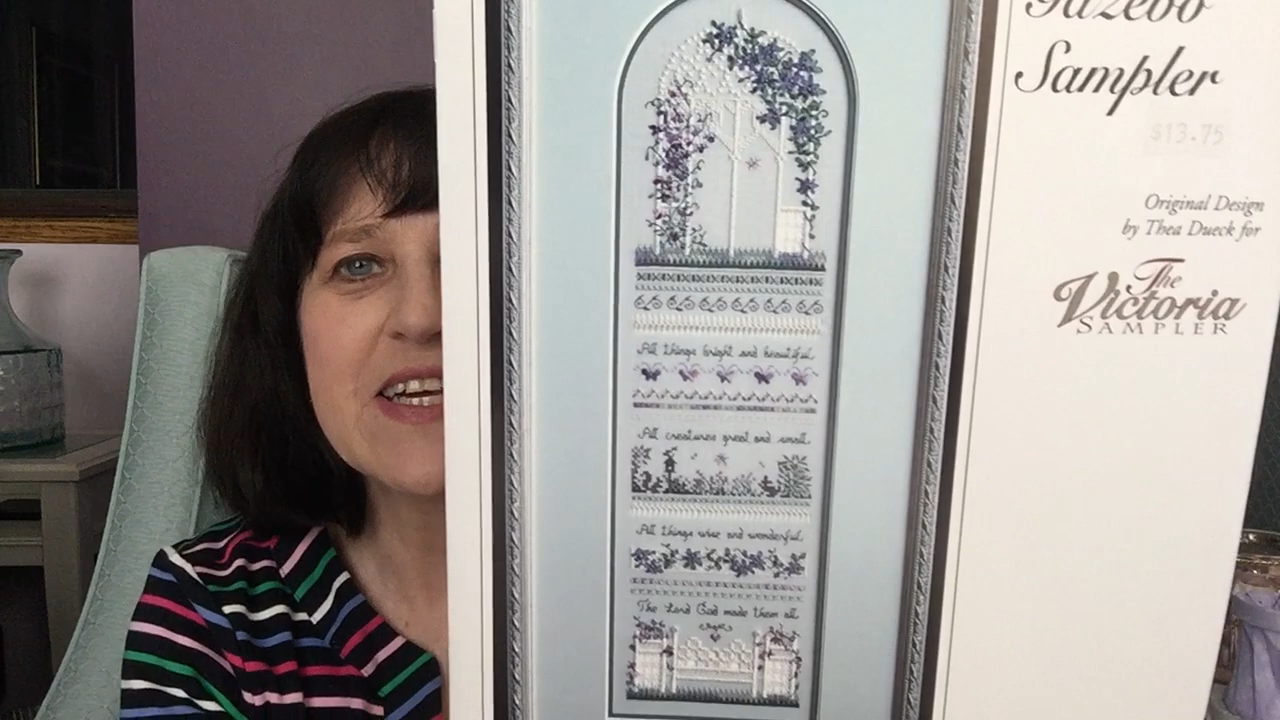 Gazebo
Sampler
$13.75
Original Design
by Thea Dueck for
The
Victoria
SAMPLER
All things bright and beautiful,
All creatures great and small,
All things wise and wonderful
The Lord God made them all